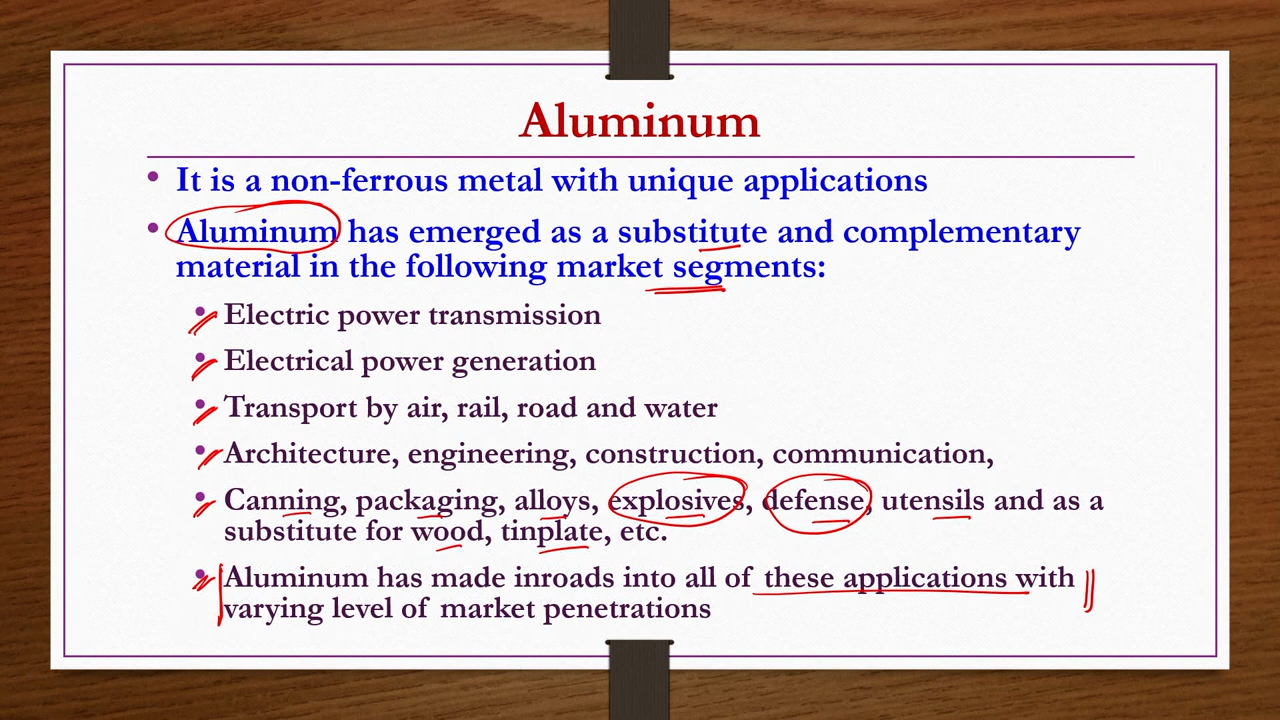 Aluminum
• It is a non-ferrous metal with unique applications
• Aluminum has emerged as a substitute and complementary
material in the following market segments:
• Electric power transmission
• Electrical power generation
• Transport by air, rail, road and water
• Architecture, engineering, construction, communication,
• Canning, packaging, alloys, explosives, defense, utensils and as a
substitute for wood, tinplate, etc.
• Aluminum has made inroads into all of these applications with
varying level of market penetrations